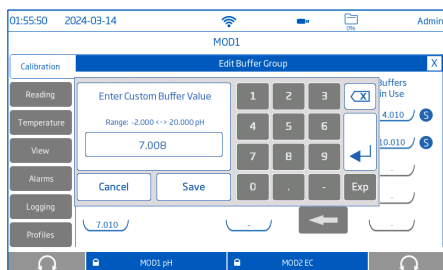 01:55:50 2024-03-14 0% Admin
MOD1
Calibration Edit Buffer Group X
Buffers
in Use
Reading Enter Custom Buffer Value 1 2 3 X
4.010 S
Temperature Range: -2.000 <-> 20.000 pH 4 5 6
View 7.008 10.010 S
7 8 9
Alarms Cancel Save 0 . - Exp -
Logging
Profiles 7.010 - -
MOD1 pH MOD2 EC